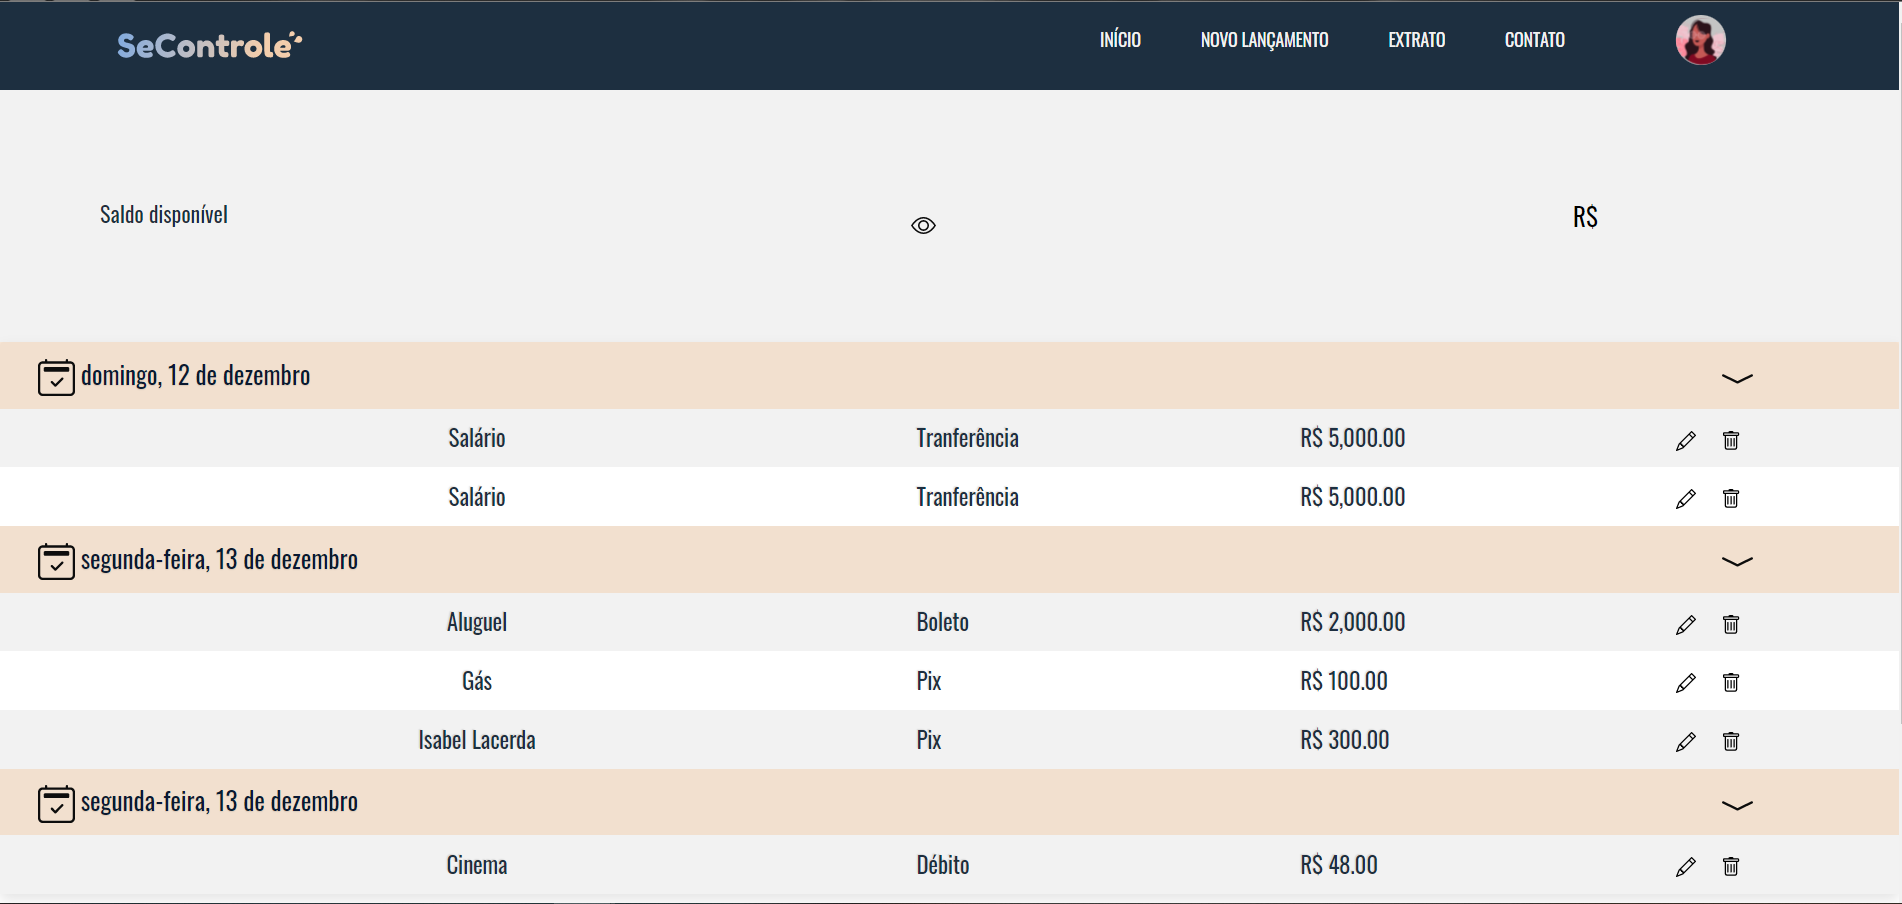 SeControle
INÍCIO
NOVO LANÇAMENTO
EXTRATO
CONTATO
Saldo disponível
R$
domingo, 12 de dezembro
Salário Tranferência R$ 5,000.00
Salário Tranferência R$ 5,000.00
segunda-feira, 13 de dezembro
Aluguel Boleto R$ 2,000.00
Gás Pix R$ 100.00
Isabel Lacerda Pix R$ 300.00
segunda-feira, 13 de dezembro
Cinema Débito R$ 48.00